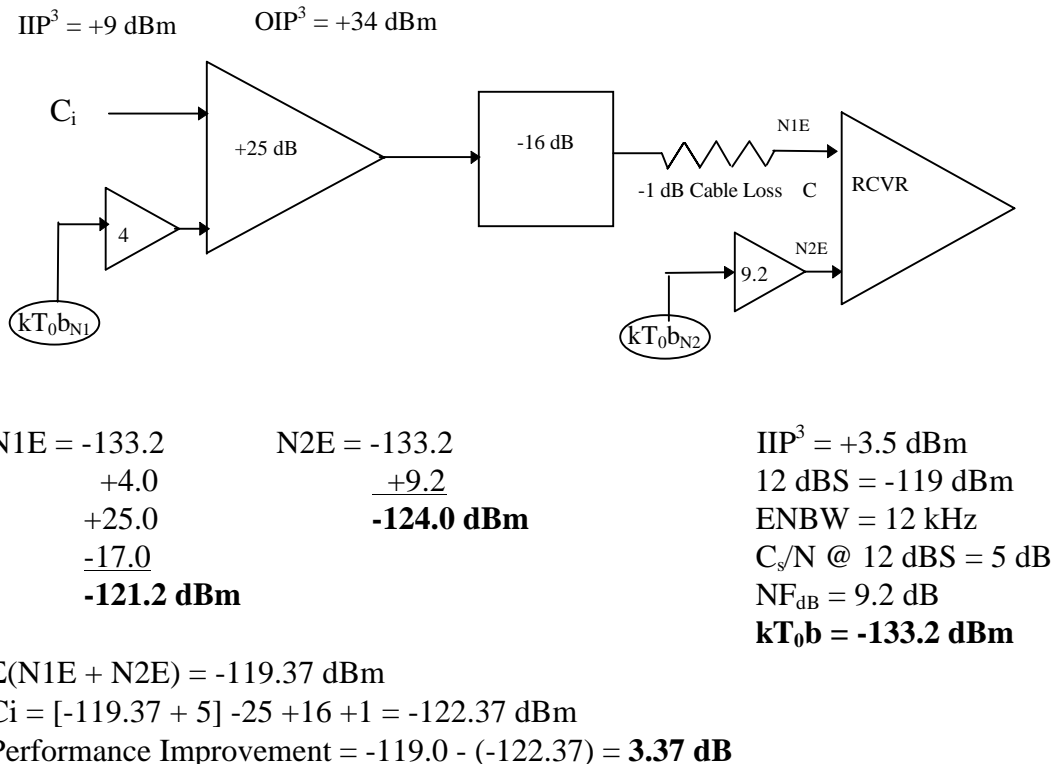 IIP³ = +9 dBm OIP³ = +34 dBm
Cᵢ
+25 dB
-16 dB
N1E
-1 dB Cable Loss C
RCVR
4
N2E
9.2
kT₀b_N1
kT₀b_N2
N1E = -133.2
+4.0
+25.0
-17.0
-121.2 dBm
N2E = -133.2
+9.2
-124.0 dBm
IIP³ = +3.5 dBm
12 dBS = -119 dBm
ENBW = 12 kHz
Cₛ/N @ 12 dBS = 5 dB
NF_dB = 9.2 dB
kT₀b = -133.2 dBm
Σ(N1E + N2E) = -119.37 dBm
Ci = [-119.37 + 5] -25 +16 +1 = -122.37 dBm
Performance Improvement = -119.0 - (-122.37) = 3.37 dB